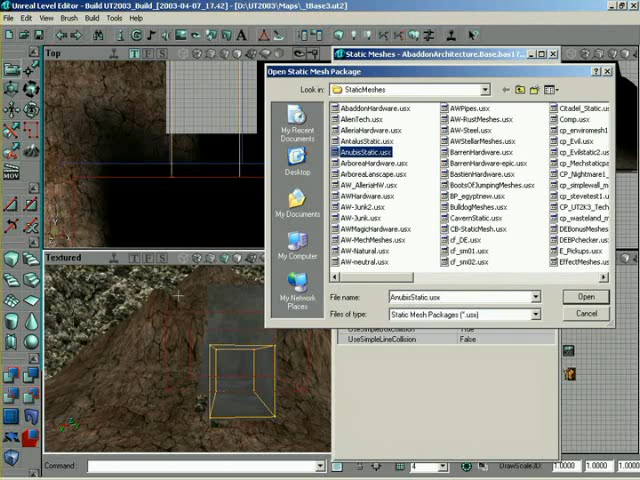 Unreal Level Editor - Build UT2003_Build_[2003-04-07_17.42] - [D:\UT2003\Maps\_tBase3.ut2]
File Edit View Brush Build Tools Help
Top
Static Meshes - AbaddonArchitecture.Base.bas17...
Open Static Mesh Package
Look in: StaticMeshes
My Recent Documents
Desktop
My Documents
My Computer
My Network Places
AbaddonHardware.usx
AlienTech.usx
AlleriaHardware.usx
AntalusStatic.usx
AnubisStatic.usx
ArboreaHardware.usx
ArboreaLanscape.usx
AW_AlleriaHW.usx
AWHardware.usx
AW-Junk2.usx
AW-Junk.usx
AWMagicHardware.usx
AW-MechMeshes.usx
AW-Natural.usx
AW-neutral.usx
AWPipes.usx
AW-RustMeshes.usx
AW-Steel.usx
AWStellarMeshes.usx
BarrenHardware.usx
BarrenHardware-epic.usx
BastienHardware.usx
BootsOfJumpingMeshes.usx
BP_egyptnew.usx
BulldogMeshes.usx
CavernStatic.usx
CB-StaticMesh.usx
cf_DE.usx
cf_sm01.usx
cf_sm02.usx
Citadel_Static.us
Comp.usx
cp_enviromesh1
cp_Evil.usx
cp_Evilstatic2.us
cp_Mechstaticpa
CP_Nightmare1_
cp_simplewall_m
cp_stevetest1.us
CP_UT2K3_Tech
cp_wasteland_m
DEBonusMeshes
DEBPchecker.us
E_Pickups.usx
EffectMeshes.us
File name: AnubisStatic.usx Open
Files of type: Static Mesh Packages (*.usx) Cancel
Textured
UseSimpleBoxCollision True
UseSimpleLineCollision False
MOV
Command: 4 DrawScale3D: 1.0000 1.0000 1.0000